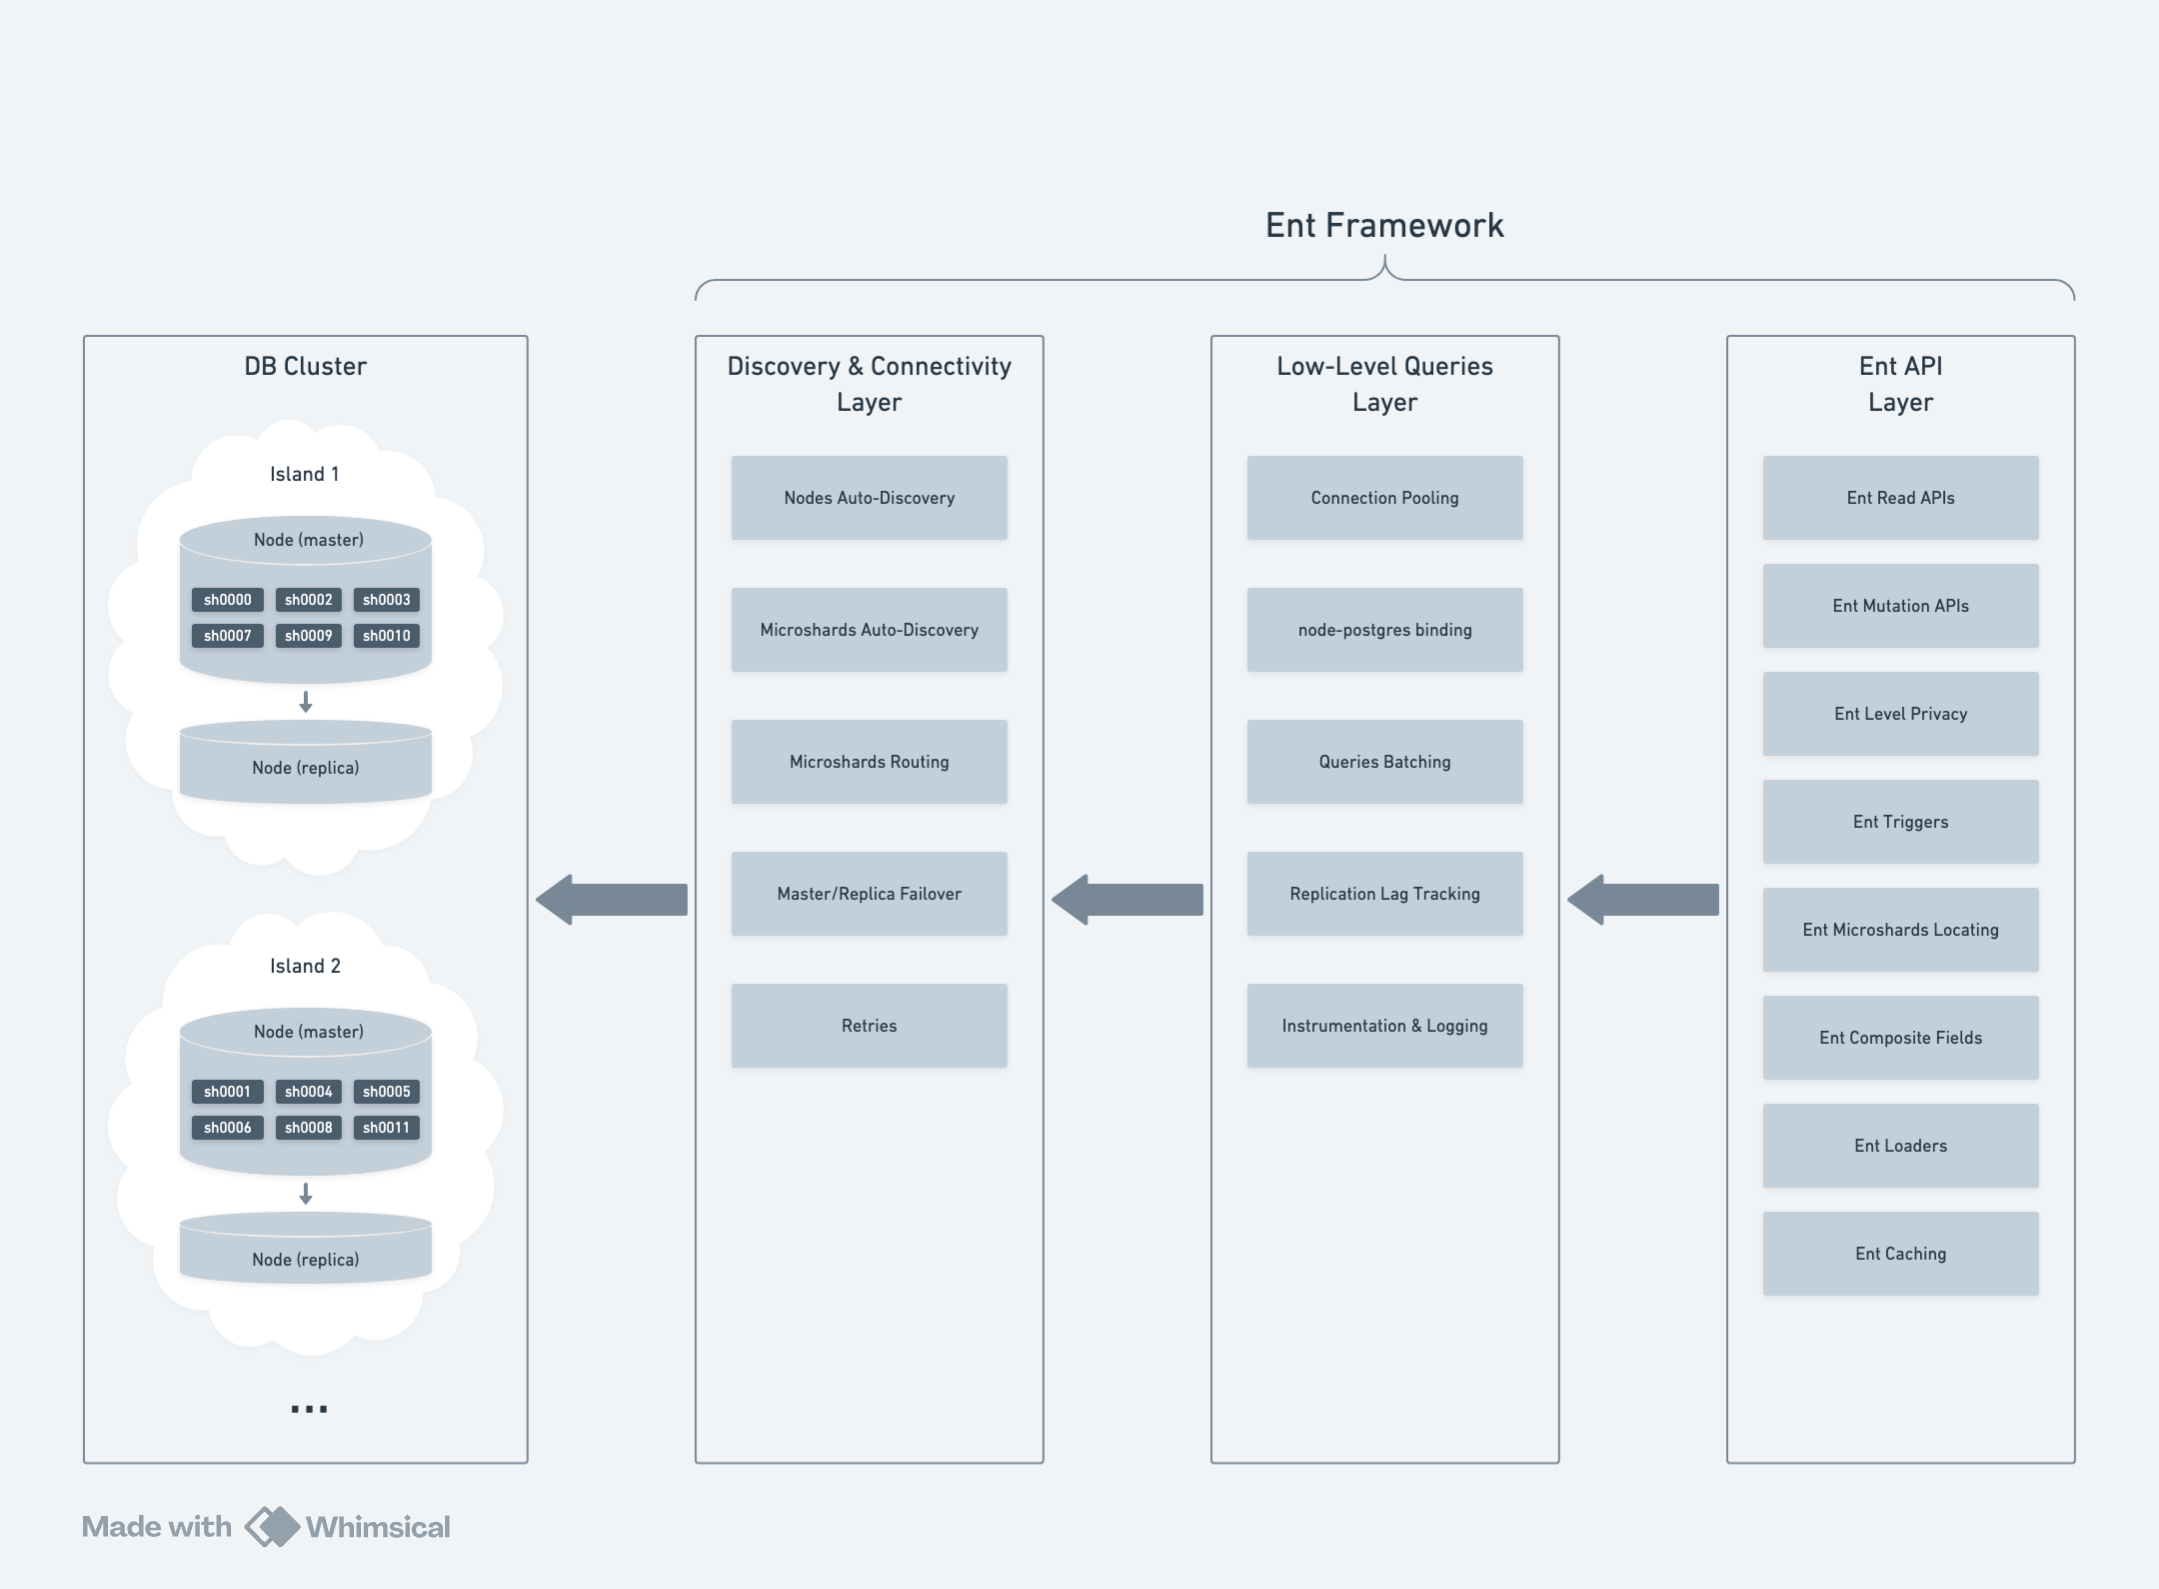 Ent Framework
DB Cluster
Island 1
Node (master)
sh0000 sh0002 sh0003
sh0007 sh0009 sh0010
Node (replica)
Island 2
Node (master)
sh0001 sh0004 sh0005
sh0006 sh0008 sh0011
Node (replica)
...
Discovery & Connectivity
Layer
Nodes Auto-Discovery
Microshards Auto-Discovery
Microshards Routing
Master/Replica Failover
Retries
Low-Level Queries
Layer
Connection Pooling
node-postgres binding
Queries Batching
Replication Lag Tracking
Instrumentation & Logging
Ent API
Layer
Ent Read APIs
Ent Mutation APIs
Ent Level Privacy
Ent Triggers
Ent Microshards Locating
Ent Composite Fields
Ent Loaders
Ent Caching
Made with Whimsical